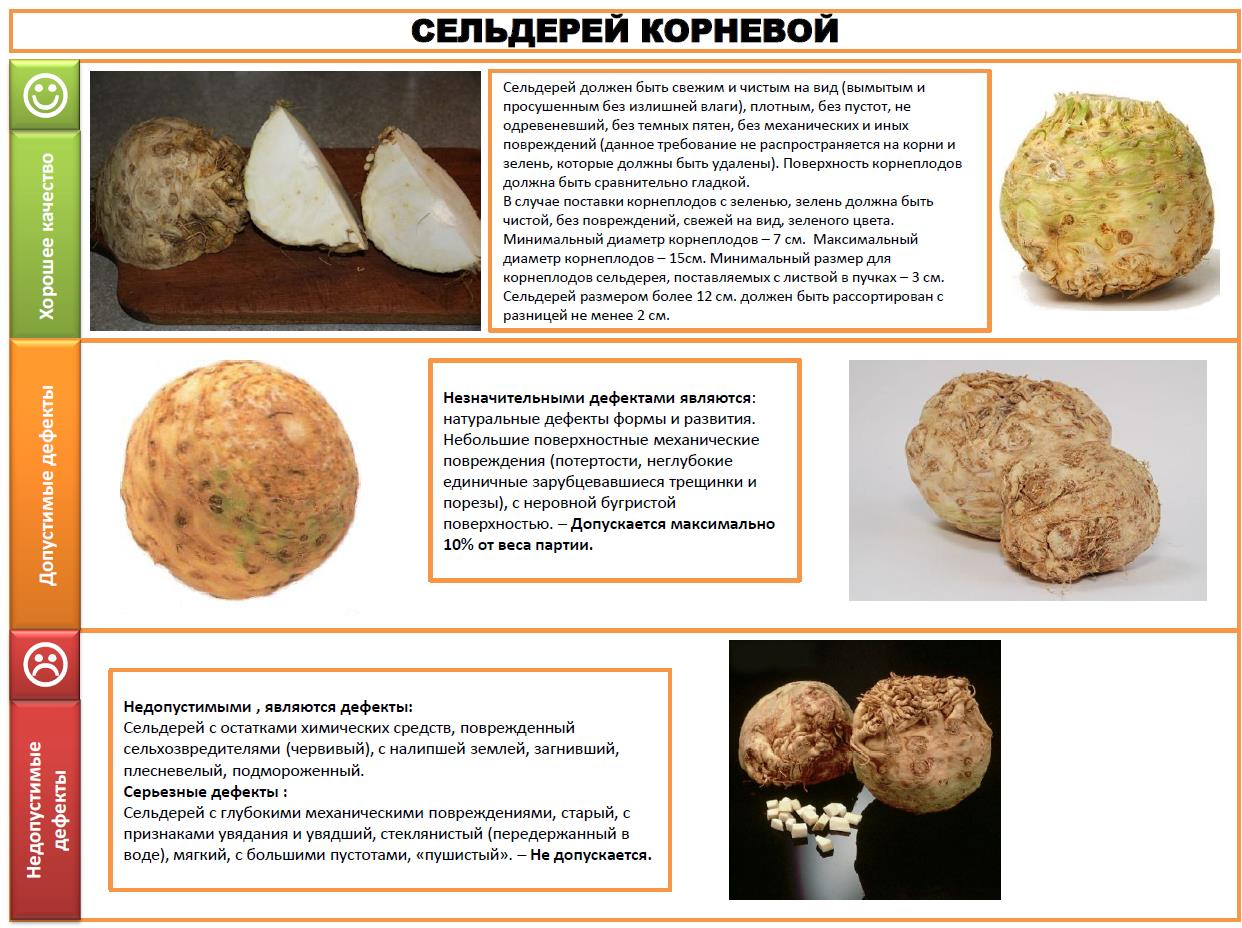 СЕЛЬДЕРЕЙ КОРНЕВОЙ
Хорошее качество
Сельдерей должен быть свежим и чистым на вид (вымытым и
просушенным без излишней влаги), плотным, без пустот, не
одревеневший, без темных пятен, без механических и иных
повреждений (данное требование не распространяется на корни и
зелень, которые должны быть удалены). Поверхность корнеплодов
должна быть сравнительно гладкой.
В случае поставки корнеплодов с зеленью, зелень должна быть
чистой, без повреждений, свежей на вид, зеленого цвета.
Минимальный диаметр корнеплодов – 7 см. Максимальный
диаметр корнеплодов – 15см. Минимальный размер для
корнеплодов сельдерея, поставляемых с листвой в пучках – 3 см.
Сельдерей размером более 12 см. должен быть рассортирован с
разницей не менее 2 см.
Допустимые дефекты
Незначительными дефектами являются:
натуральные дефекты формы и развития.
Небольшие поверхностные механические
повреждения (потертости, неглубокие
единичные зарубцевавшиеся трещинки и
порезы), с неровной бугристой
поверхностью. – Допускается максимально
10% от веса партии.
Недопустимые
дефекты
Недопустимыми , являются дефекты:
Сельдерей с остатками химических средств, поврежденный
сельхозвредителями (червивый), с налипшей землей, загнивший,
плесневелый, подмороженный.
Серьезные дефекты :
Сельдерей с глубокими механическими повреждениями, старый, с
признаками увядания и увядший, стеклянистый (передержанный в
воде), мягкий, с большими пустотами, «пушистый». – Не допускается.